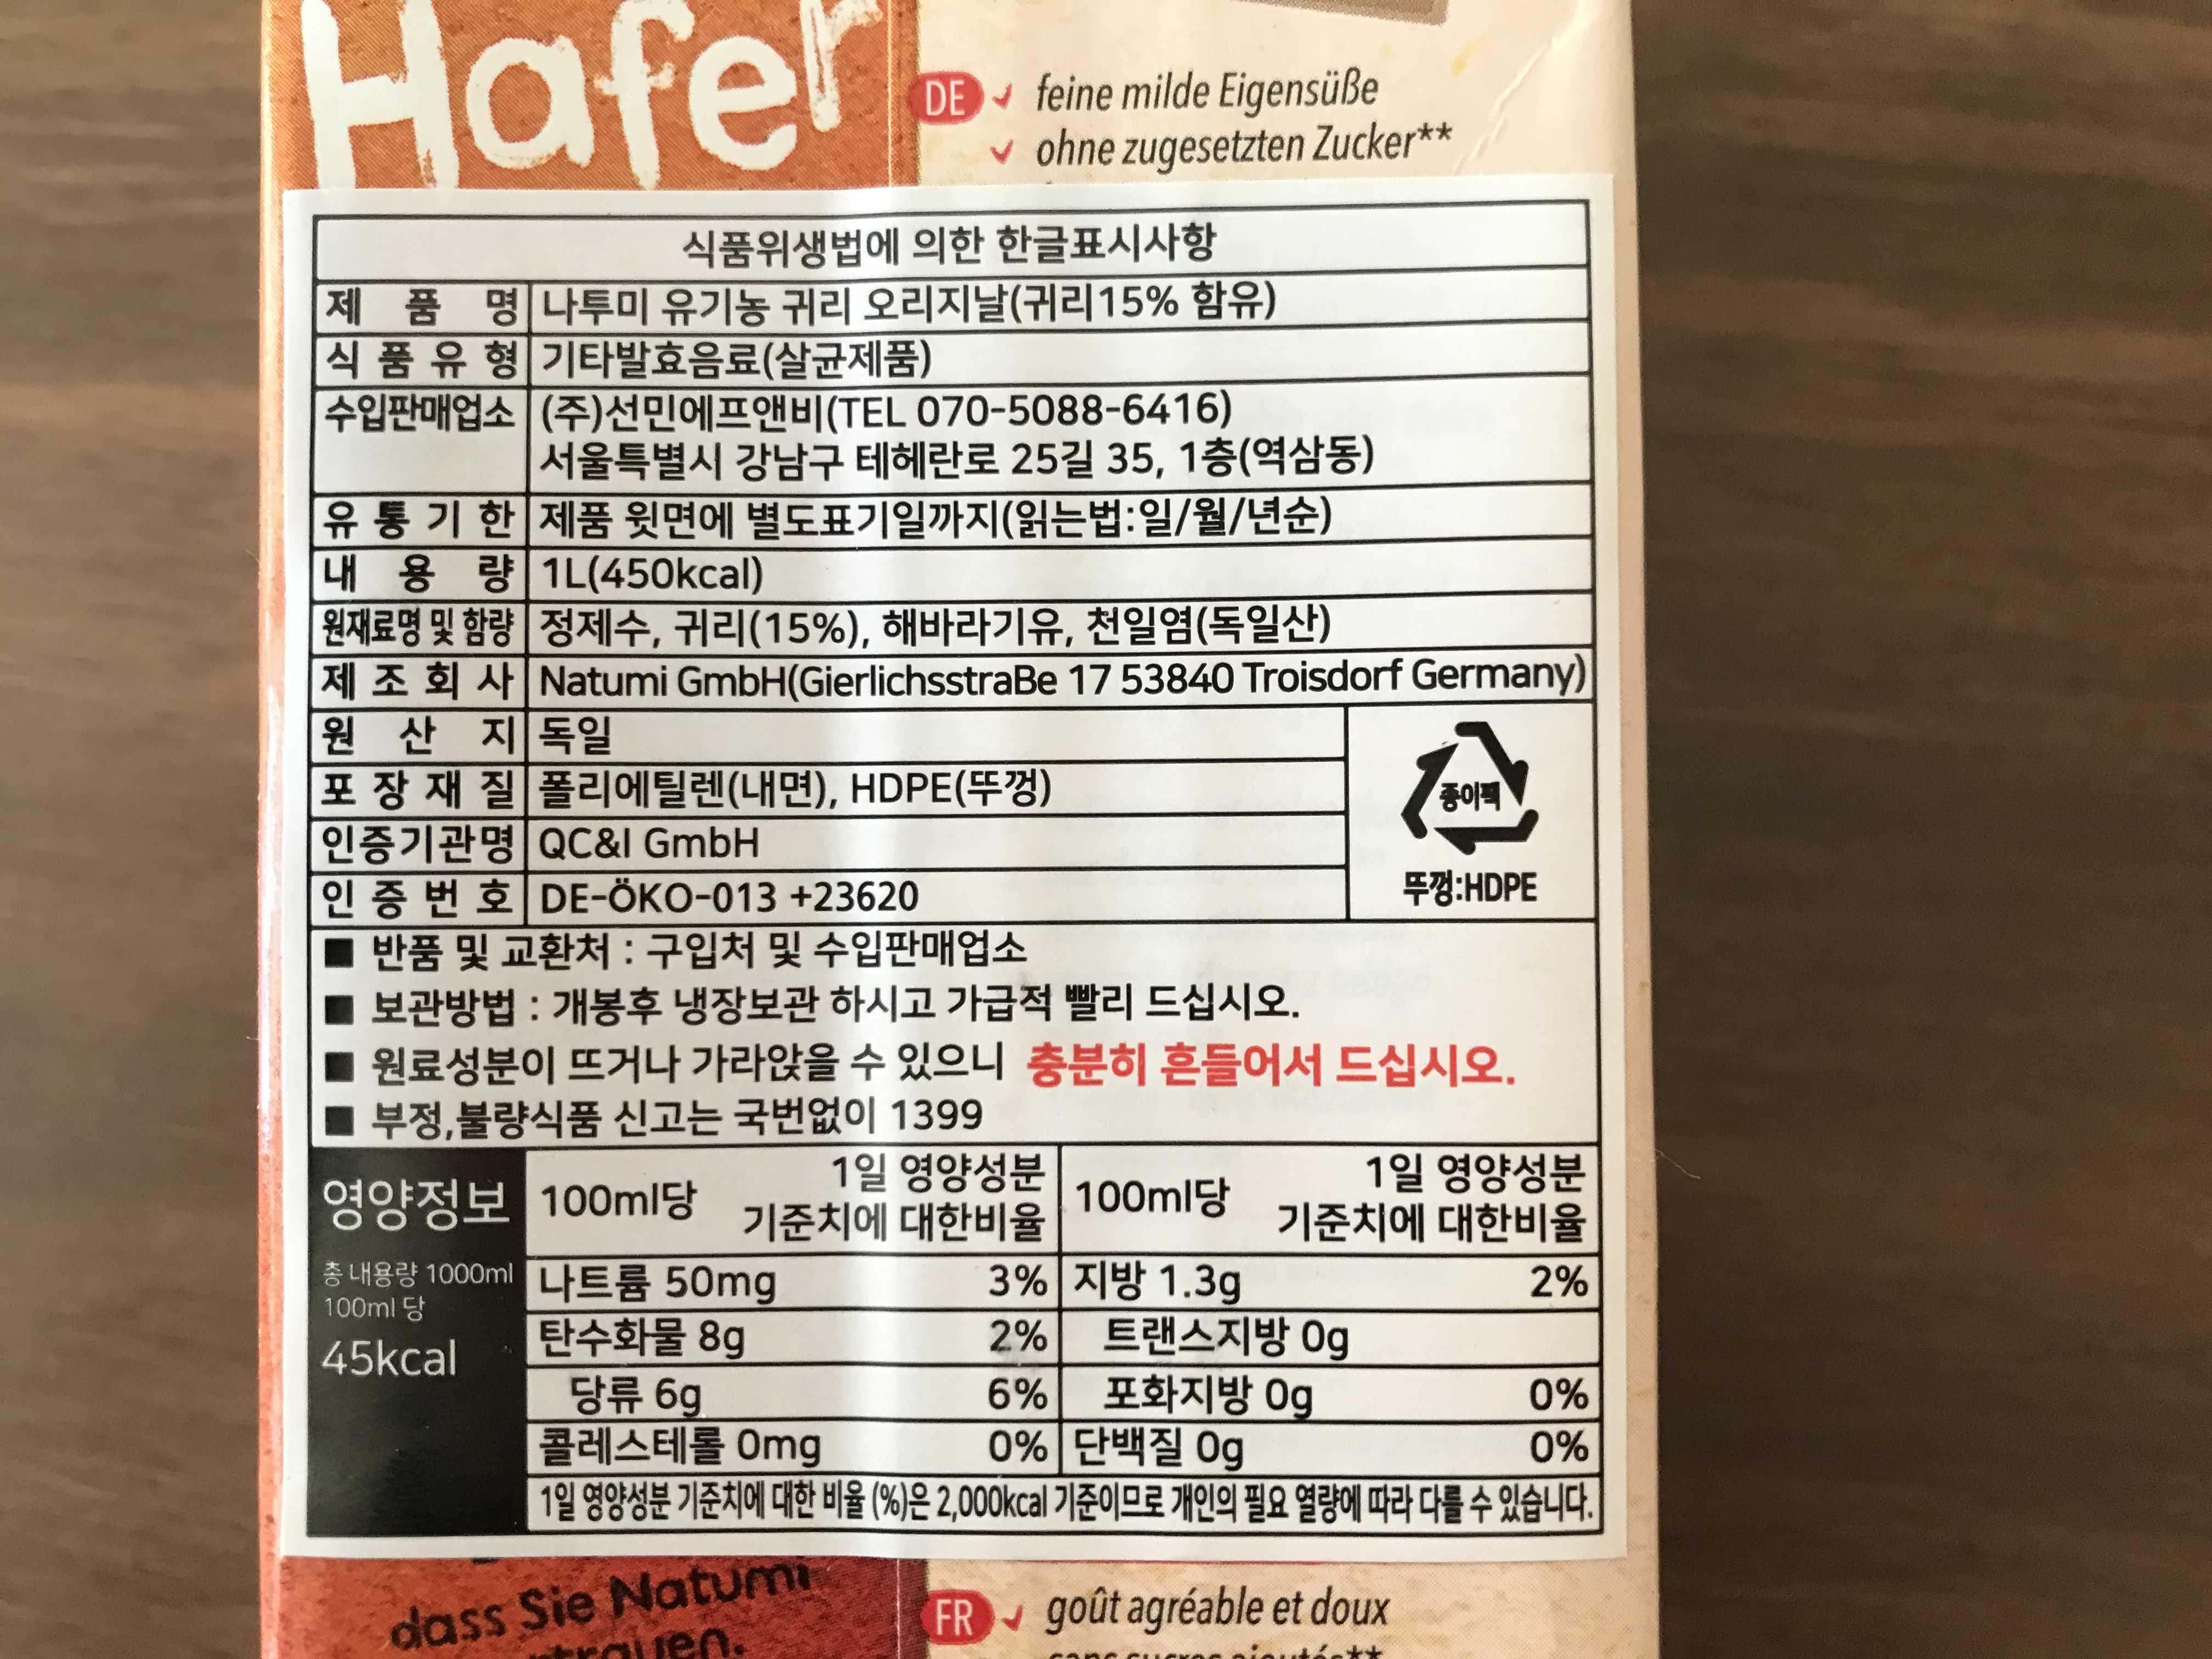 Hafer
DE feine milde Eigensüße
ohne zugesetzten Zucker**
식품위생법에 의한 한글표시사항
제 품 명 나투미 유기농 귀리 오리지날(귀리15% 함유)
식 품 유 형 기타발효음료(살균제품)
수입판매업소 (주)선민에프앤비(TEL 070-5088-6416)
서울특별시 강남구 테헤란로 25길 35, 1층(역삼동)
유 통 기 한 제품 윗면에 별도표기일까지(읽는법:일/월/년순)
내 용 량 1L(450kcal)
원재료명 및 함량 정제수, 귀리(15%), 해바라기유, 천일염(독일산)
제 조 회 사 Natumi GmbH(GierlichsstraBe 17 53840 Troisdorf Germany)
원 산 지 독일
포 장 재 질 폴리에틸렌(내면), HDPE(뚜껑)
인증기관명 QC&I GmbH
인 증 번 호 DE-ÖKO-013 +23620
종이팩
뚜껑:HDPE
■ 반품 및 교환처 : 구입처 및 수입판매업소
■ 보관방법 : 개봉후 냉장보관 하시고 가급적 빨리 드십시오.
■ 원료성분이 뜨거나 가라앉을 수 있으니 충분히 흔들어서 드십시오.
■ 부정,불량식품 신고는 국번없이 1399
영양정보
총 내용량 1000ml
100ml 당
45kcal
100ml당 1일 영양성분 기준치에 대한비율 100ml당 1일 영양성분 기준치에 대한비율
나트륨 50mg 3% 지방 1.3g 2%
탄수화물 8g 2% 트랜스지방 0g
당류 6g 6% 포화지방 0g 0%
콜레스테롤 0mg 0% 단백질 0g 0%
1일 영양성분 기준치에 대한 비율 (%)은 2,000kcal 기준이므로 개인의 필요 열량에 따라 다를 수 있습니다.
dass Sie Natumi
FR goût agréable et doux
sans sucres ajoutés**